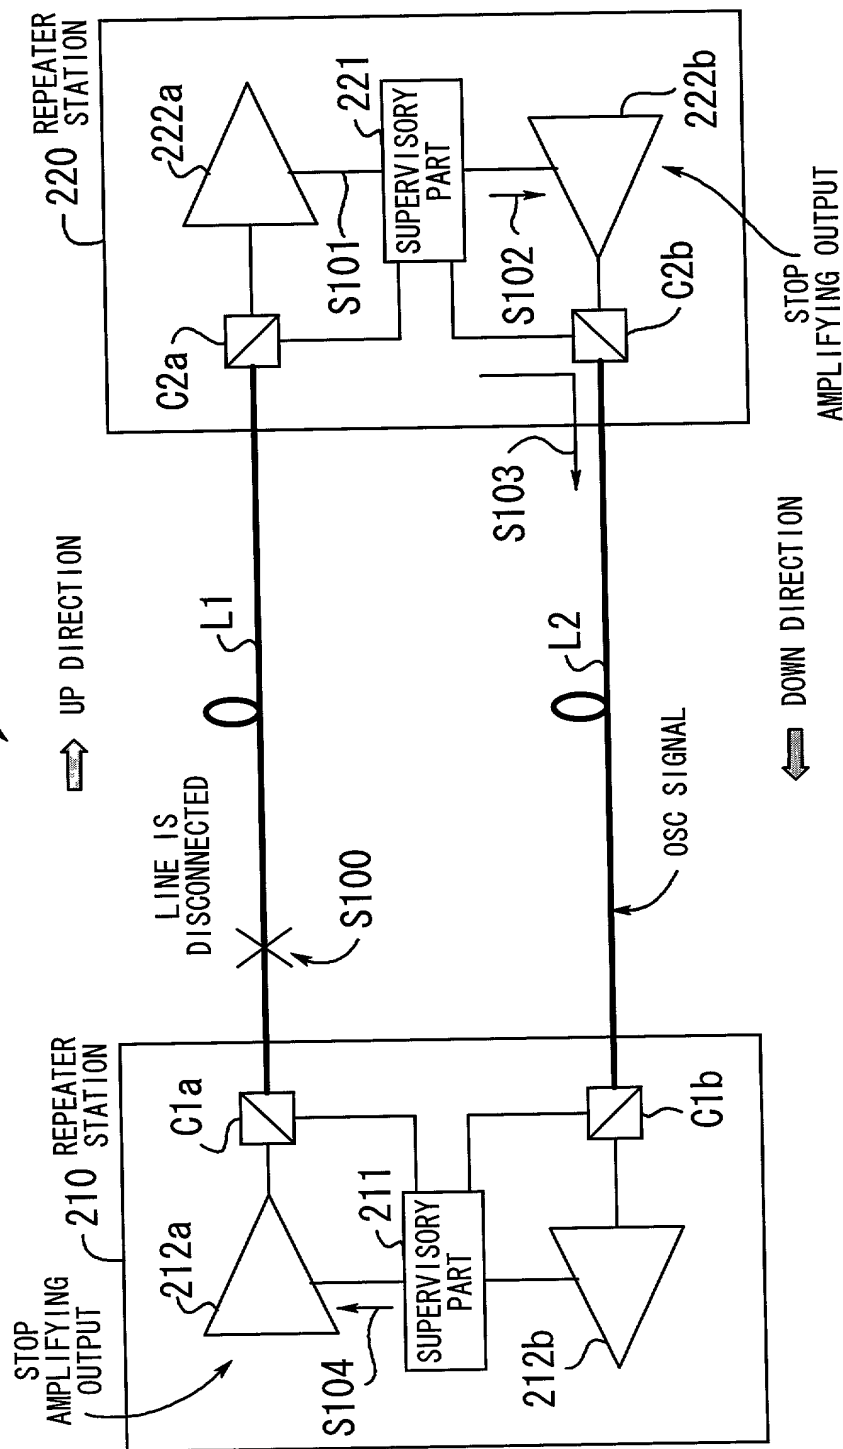 UP DIRECTION
STOP
AMPLIFYING
OUTPUT
210 REPEATER
STATION
220 REPEATER
STATION
212a
C1a
LINE IS
DISCONNECTED
S100
L1
C2a
222a
S104
211
SUPERVISORY
PART
S101
221
SUPERVISORY
PART
S102
S103
212b
C1b
OSC SIGNAL
L2
C2b
222b
DOWN DIRECTION
STOP
AMPLIFYING OUTPUT